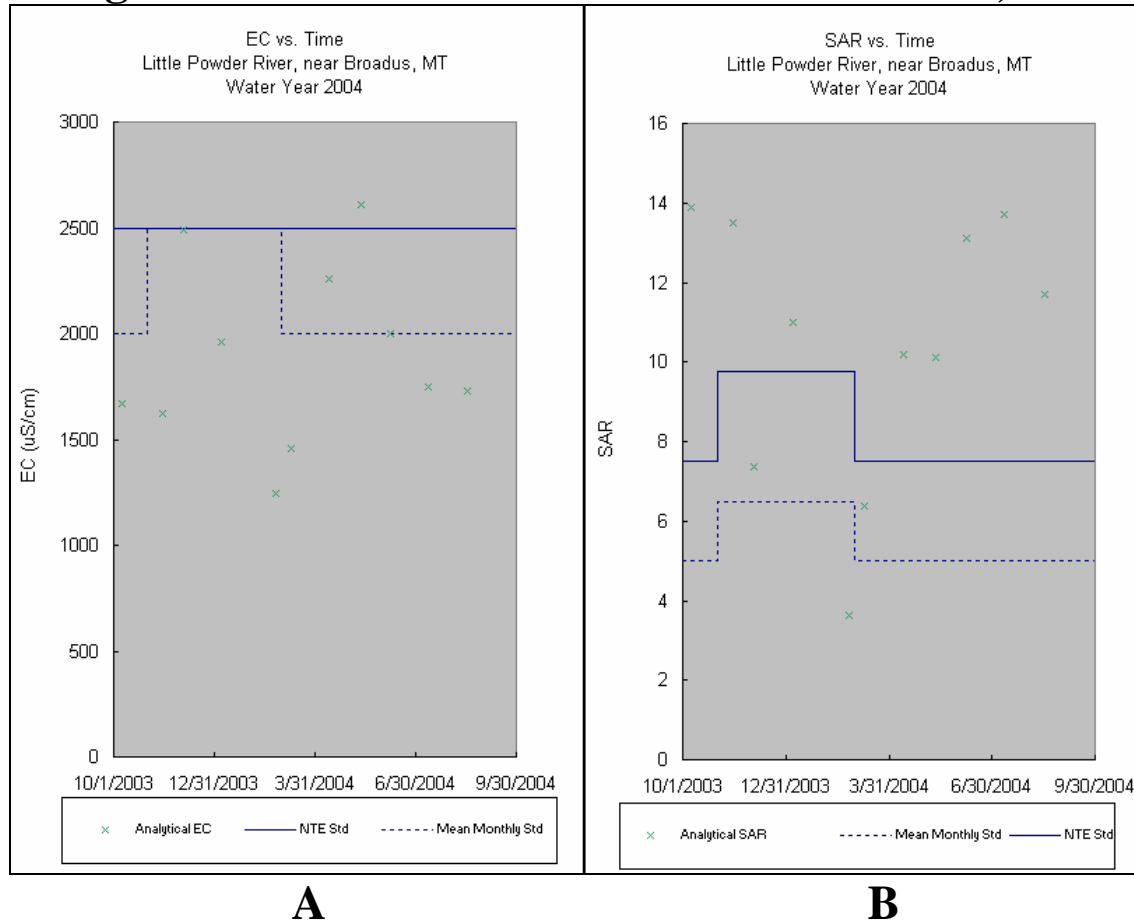 EC vs. Time
Little Powder River, near Broadus, MT
Water Year 2004
3000
2500
2000
1500
1000
500
0
EC (uS/cm)
10/1/2003 12/31/2003 3/31/2004 6/30/2004 9/30/2004
Analytical EC NTE Std Mean Monthly Std
A
SAR vs. Time
Little Powder River, near Broadus, MT
Water Year 2004
16
14
12
10
8
6
4
2
0
SAR
10/1/2003 12/31/2003 3/31/2004 6/30/2004 9/30/2004
Analytical SAR Mean Monthly Std NTE Std
B